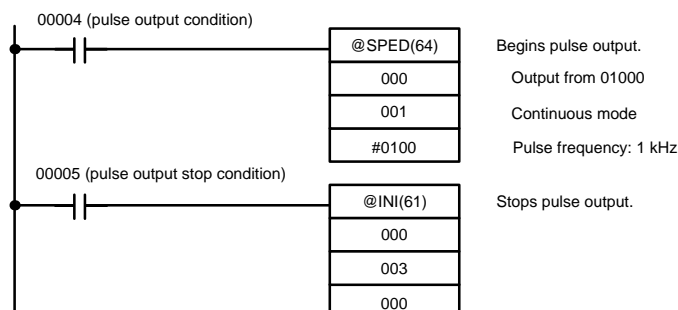 00004 (pulse output condition)
@SPED(64) Begins pulse output.
000 Output from 01000
001 Continuous mode
#0100 Pulse frequency: 1 kHz
00005 (pulse output stop condition)
@INI(61) Stops pulse output.
000
003
000